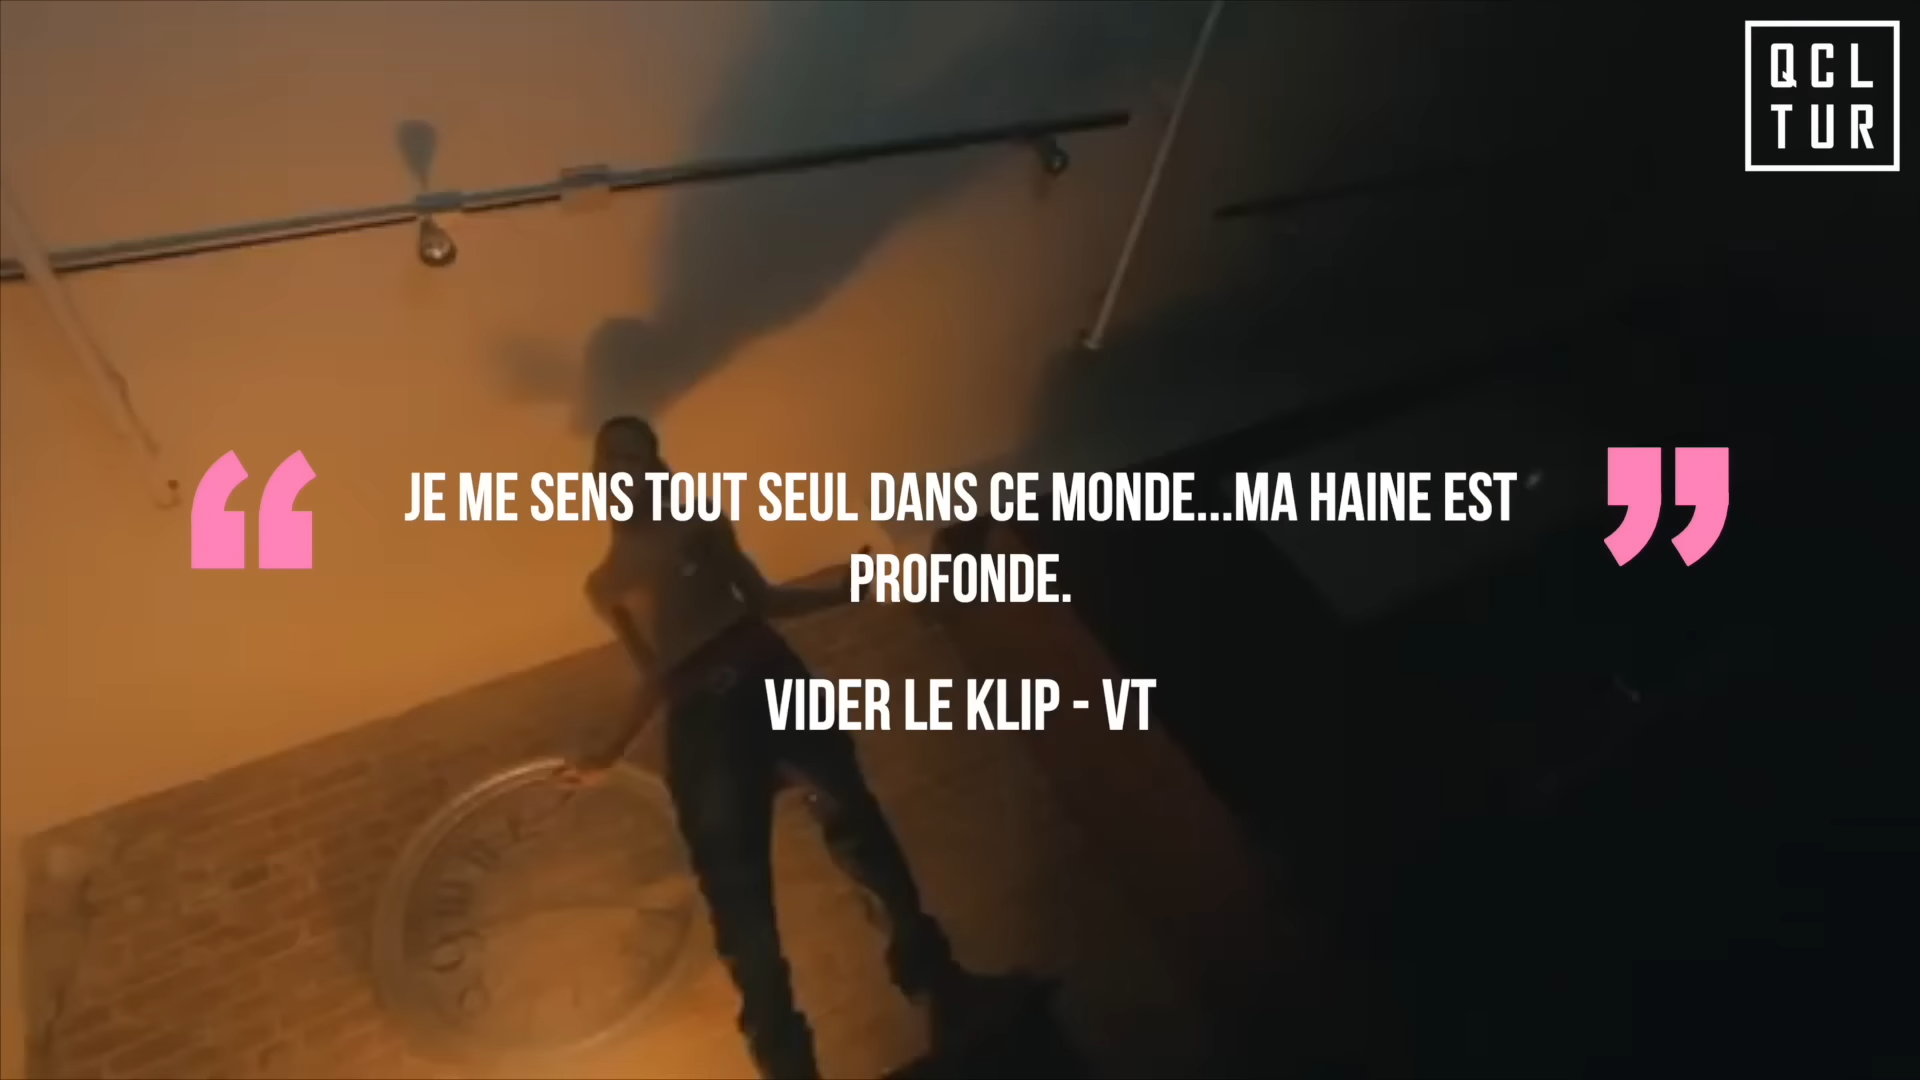 QCL
TUR
JE ME SENS TOUT SEUL DANS CE MONDE...MA HAINE EST
PROFONDE.
VIDER LE KLIP - VT